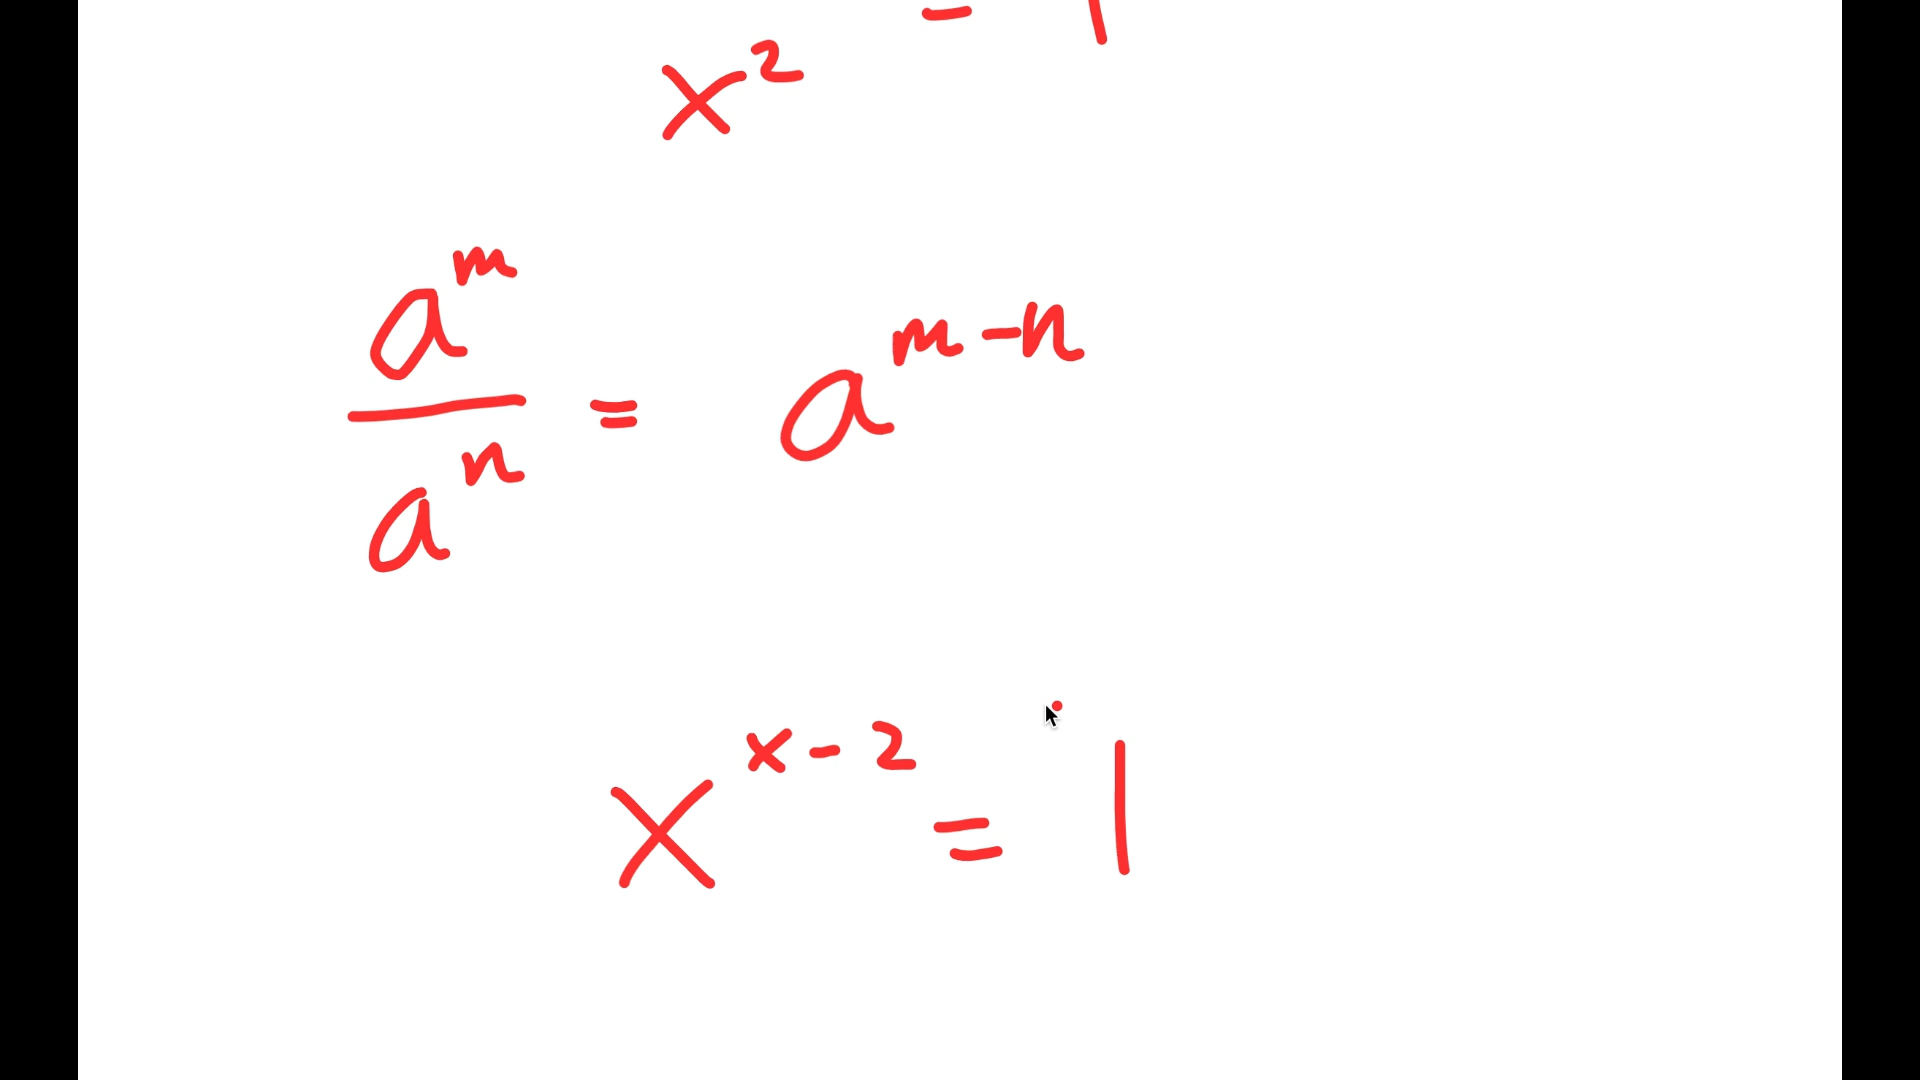 x² = 1
aᵐ/aⁿ = aᵐ⁻ⁿ
xˣ⁻² = 1